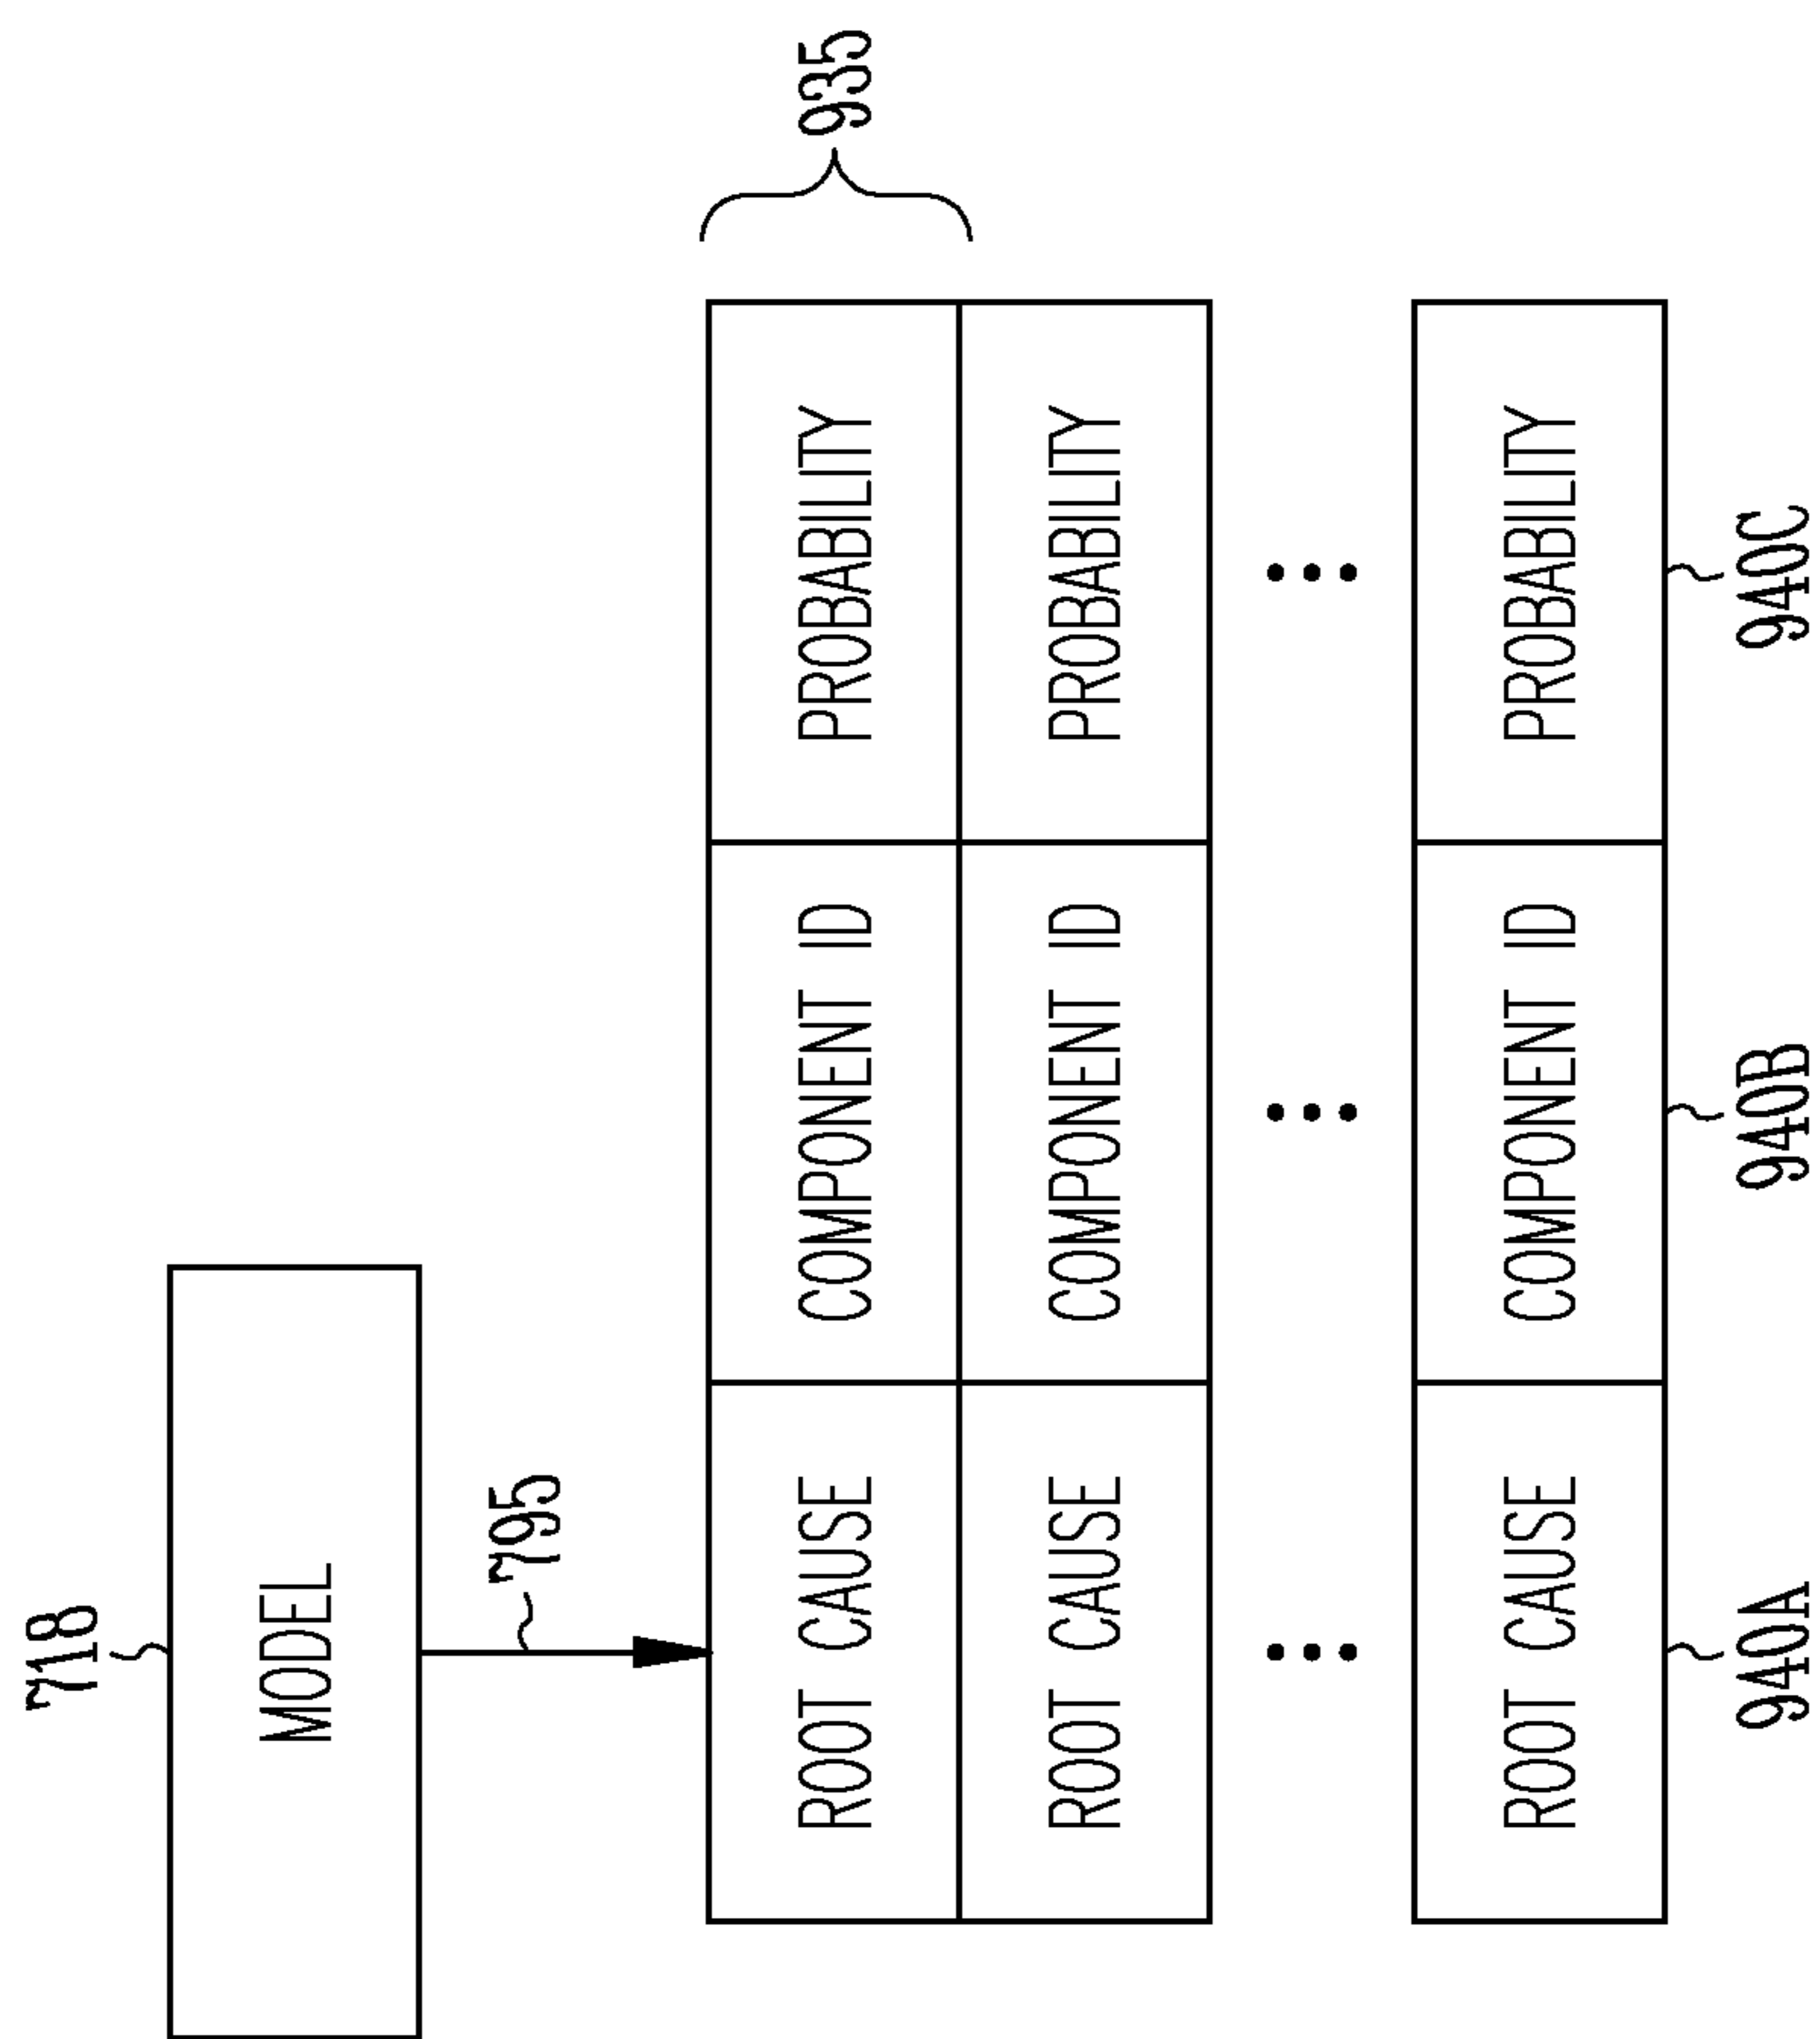 718
MODEL
795
ROOT CAUSE COMPONENT ID PROBABILITY 935
ROOT CAUSE COMPONENT ID PROBABILITY
ROOT CAUSE COMPONENT ID PROBABILITY
940A 940B 940C